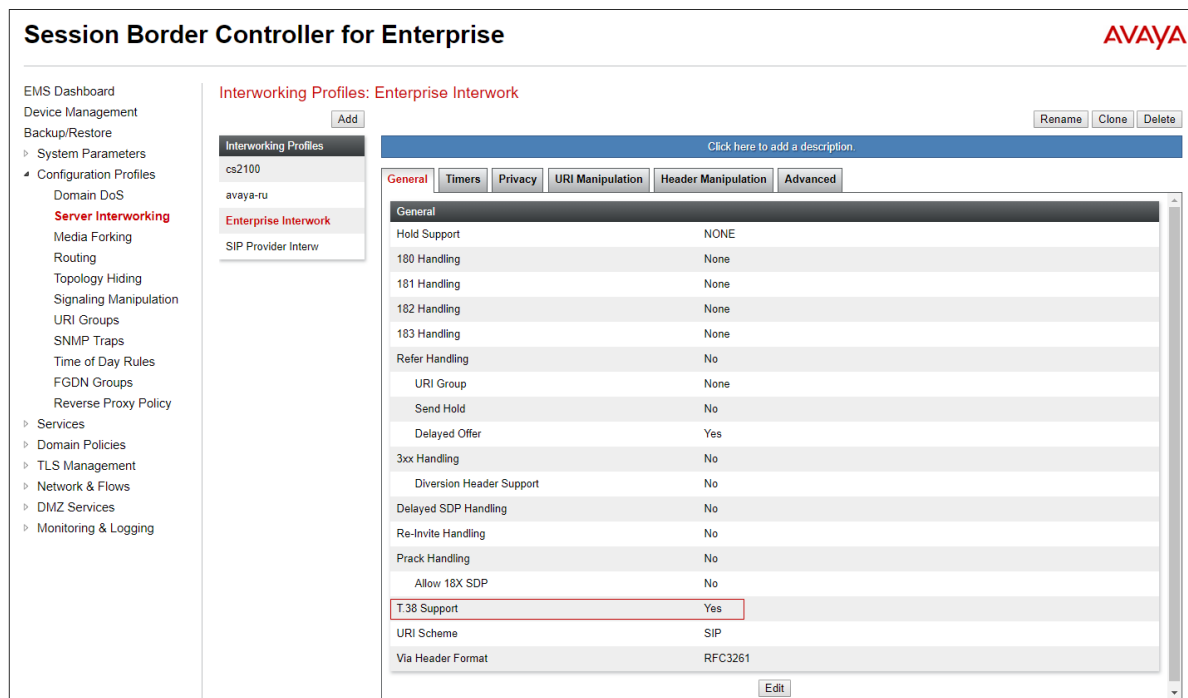 Session Border Controller for Enterprise
AVAYA
EMS Dashboard
Device Management
Backup/Restore
System Parameters
Configuration Profiles
Domain DoS
Server Interworking
Media Forking
Routing
Topology Hiding
Signaling Manipulation
URI Groups
SNMP Traps
Time of Day Rules
FGDN Groups
Reverse Proxy Policy
Services
Domain Policies
TLS Management
Network & Flows
DMZ Services
Monitoring & Logging
Interworking Profiles: Enterprise Interwork
Add
Rename Clone Delete
Interworking Profiles
cs2100
avaya-ru
Enterprise Interwork
SIP Provider Interw
Click here to add a description.
General Timers Privacy URI Manipulation Header Manipulation Advanced
General
Hold Support NONE
180 Handling None
181 Handling None
182 Handling None
183 Handling None
Refer Handling No
URI Group None
Send Hold No
Delayed Offer Yes
3xx Handling No
Diversion Header Support No
Delayed SDP Handling No
Re-Invite Handling No
Prack Handling No
Allow 18X SDP No
T.38 Support Yes
URI Scheme SIP
Via Header Format RFC3261
Edit